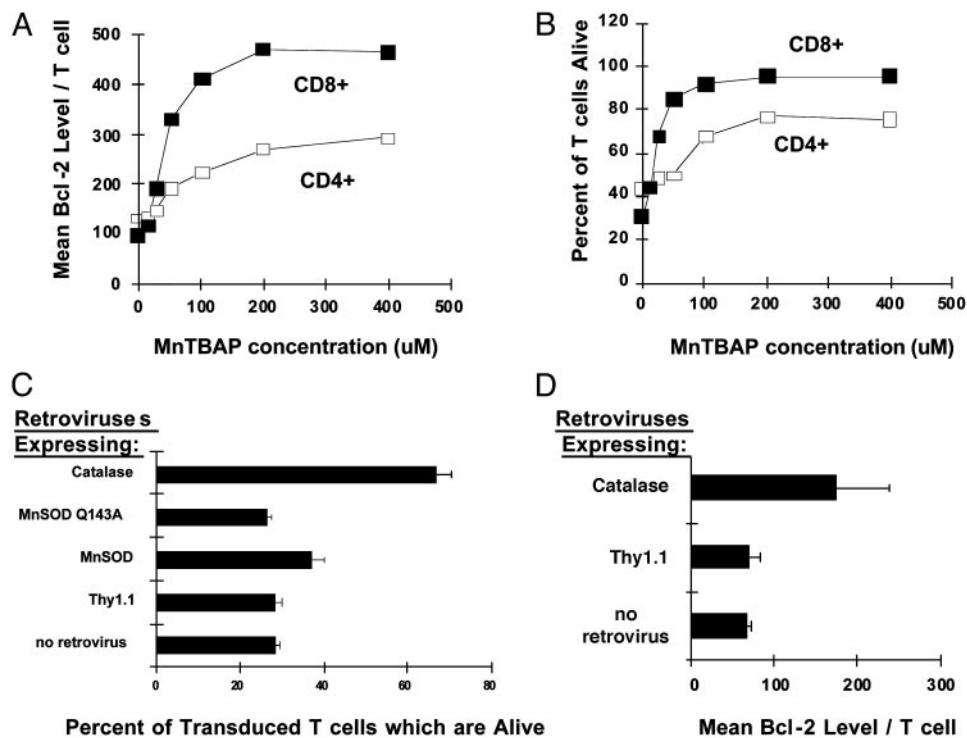 A
Mean Bcl-2 Level / T cell
500
400
300
200
100
0
CD8+
CD4+
0 100 200 300 400 500
MnTBAP concentration (uM)
B
Percent of T cells Alive
120
100
80
60
40
20
0
CD8+
CD4+
0 100 200 300 400 500
MnTBAP concentration (uM)
C
Retroviruse s
Expressing:
Catalase
MnSOD Q143A
MnSOD
Thy1.1
no retrovirus
0 20 40 60 80
Percent of Transduced T cells which are Alive
D
Retroviruses
Expressing:
Catalase
Thy1.1
no
retrovirus
0 100 200 300
Mean Bcl-2 Level / T cell